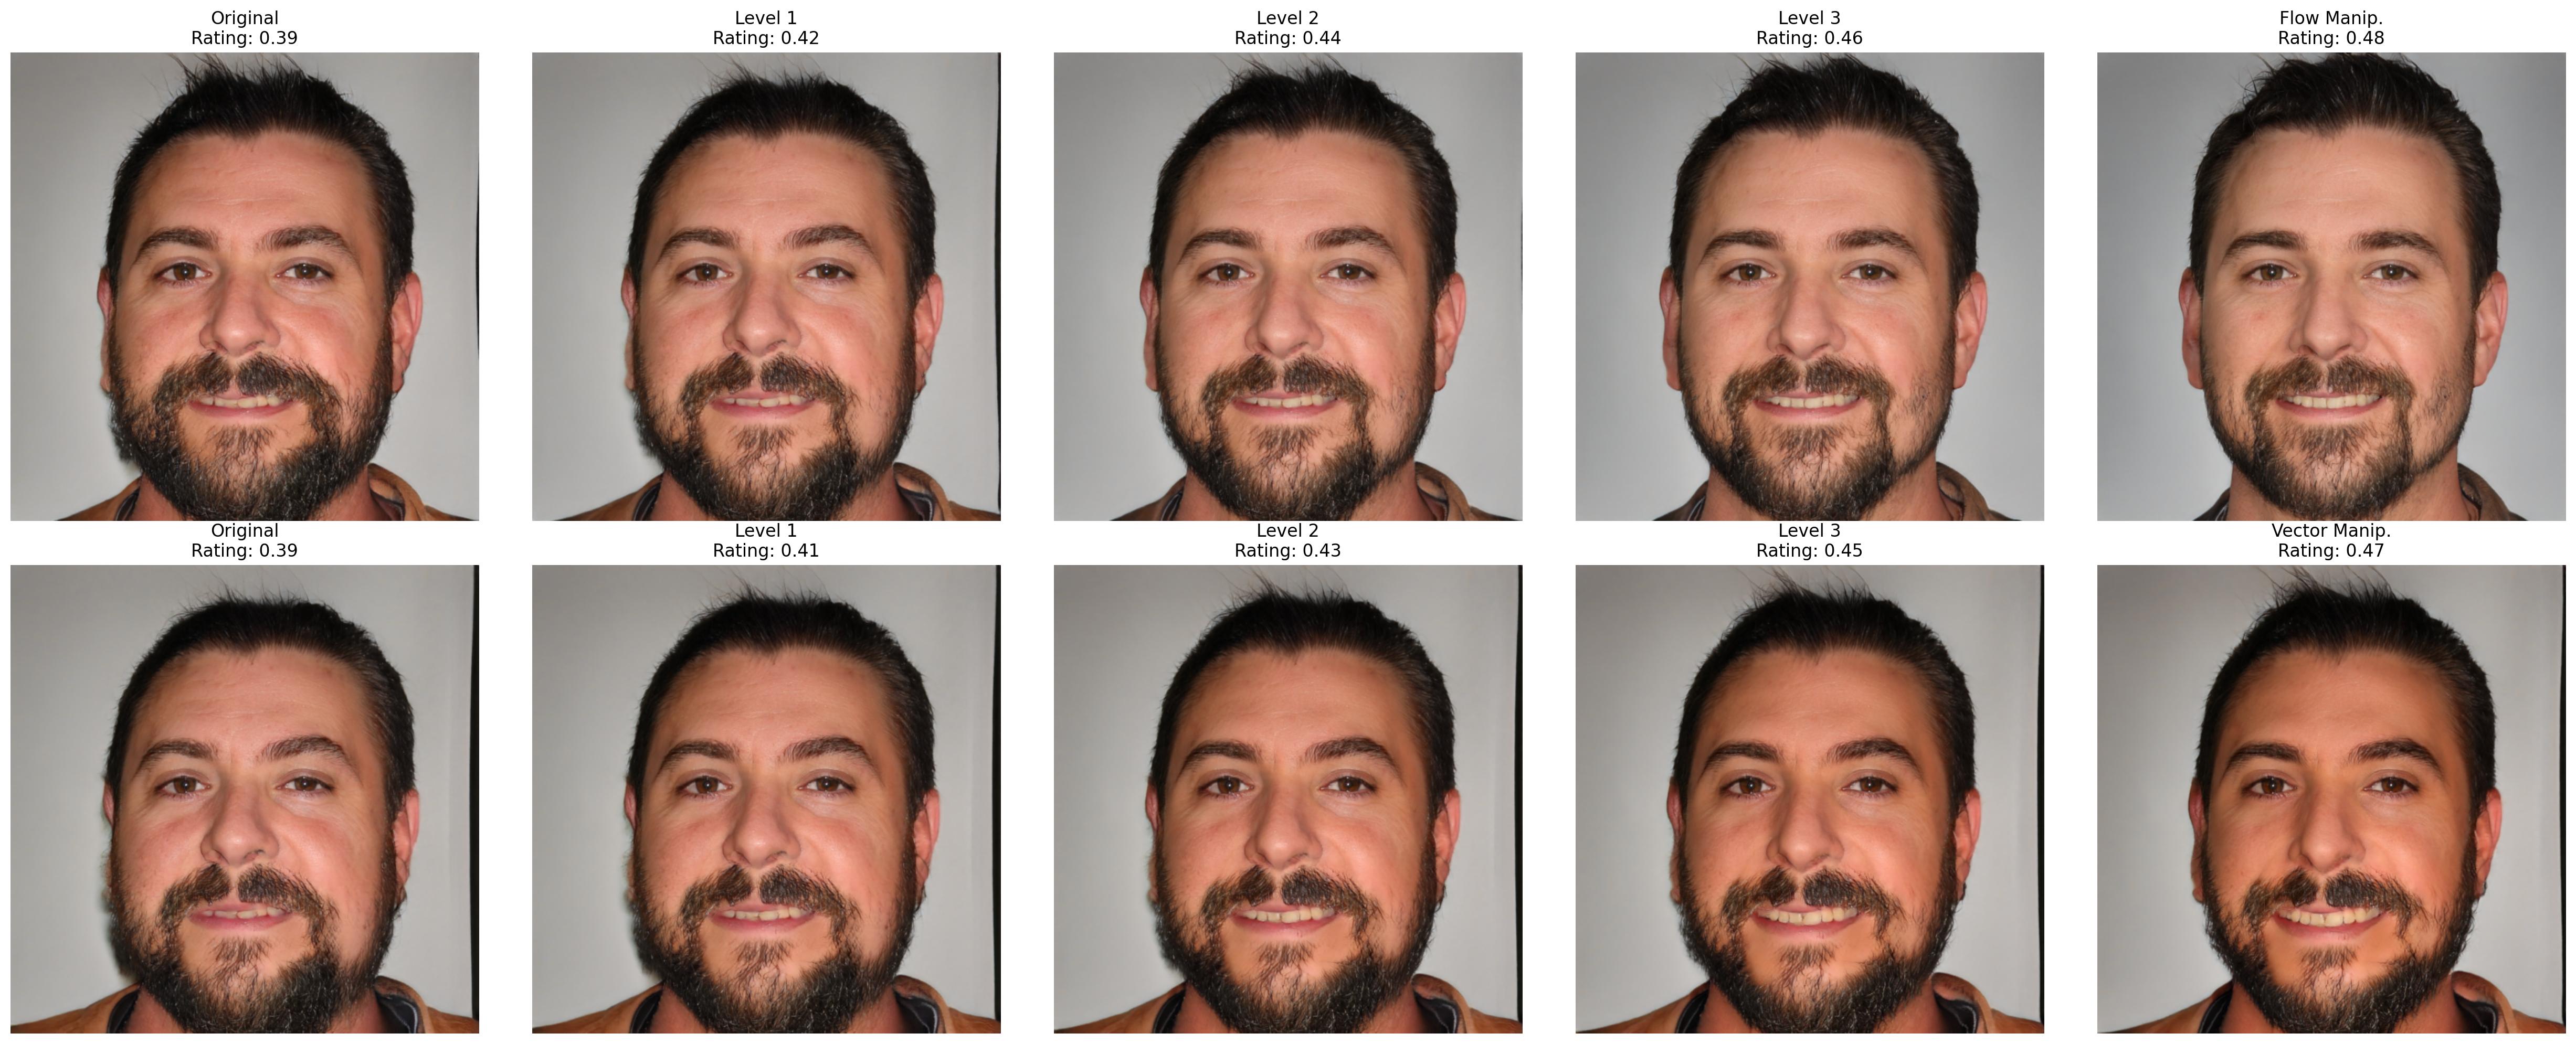 Original
Rating: 0.39
Level 1
Rating: 0.42
Level 2
Rating: 0.44
Level 3
Rating: 0.46
Flow Manip.
Rating: 0.48
Original
Rating: 0.39
Level 1
Rating: 0.41
Level 2
Rating: 0.43
Level 3
Rating: 0.45
Vector Manip.
Rating: 0.47